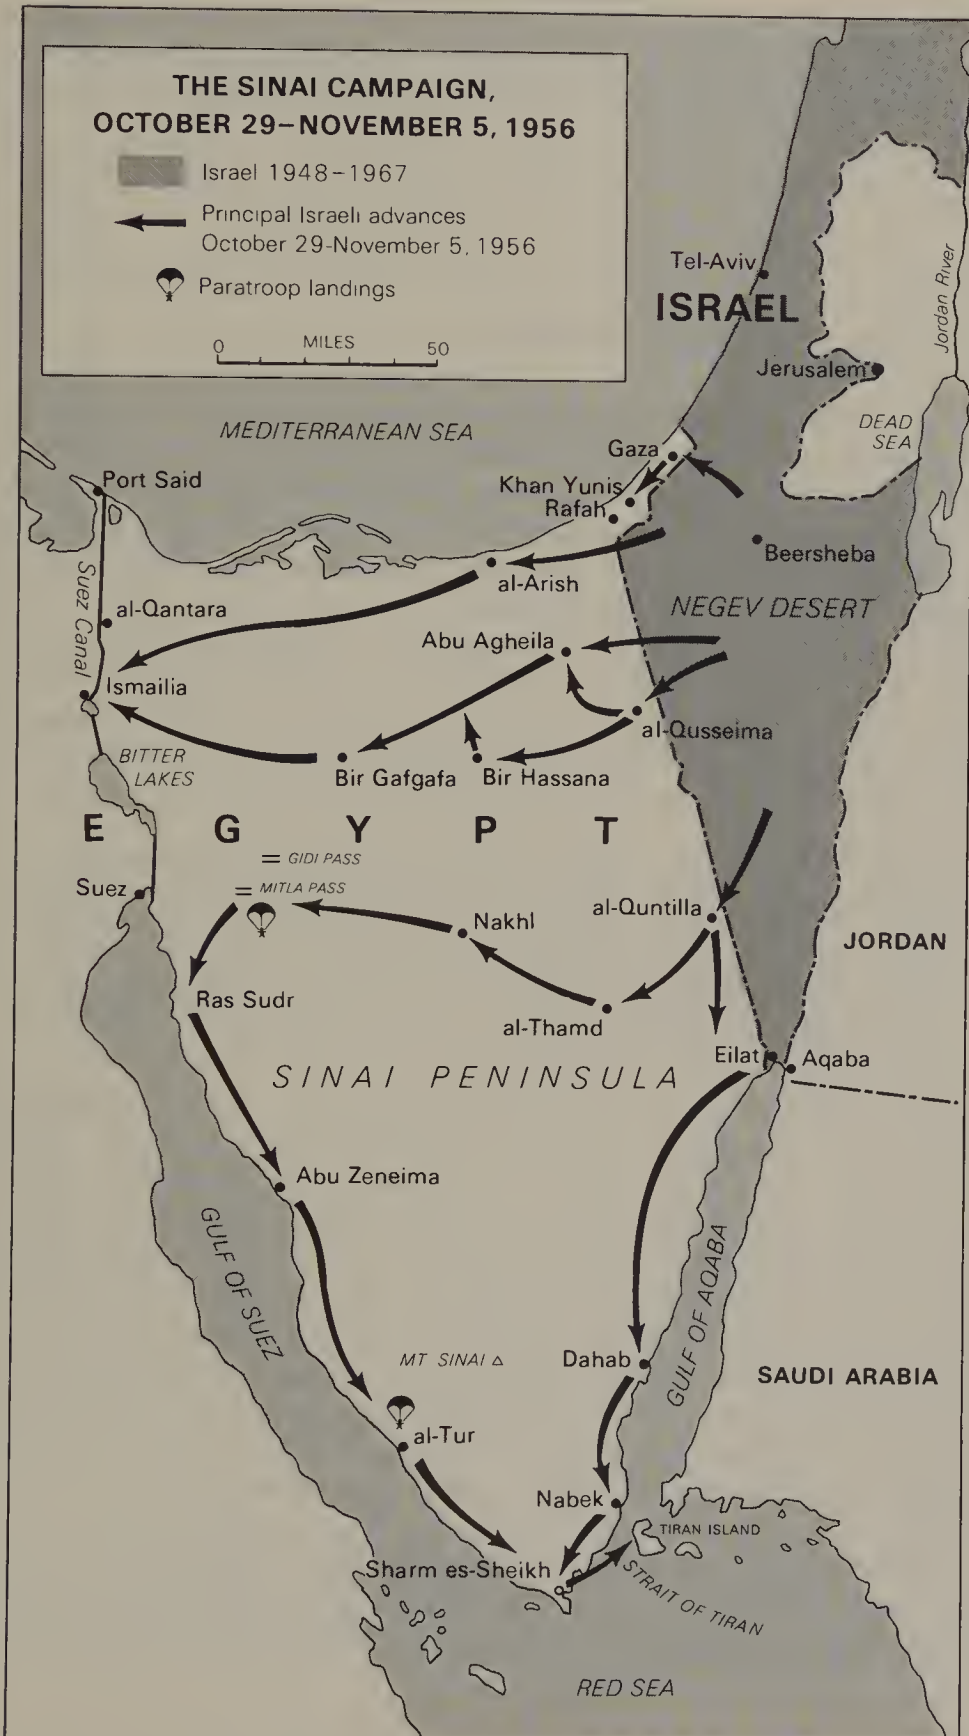 THE SINAI CAMPAIGN,
OCTOBER 29–NOVEMBER 5, 1956
Israel 1948–1967
Principal Israeli advances
October 29-November 5, 1956
Paratroop landings
MILES
0 50
Tel-Aviv
ISRAEL
Jordan River
Jerusalem
DEAD
SEA
MEDITERRANEAN SEA
Gaza
Port Said
Khan Yunis
Rafah
Beersheba
al-Arish
Suez Canal
al-Qantara
NEGEV DESERT
Abu Agheila
Ismailia
al-Qusseima
BITTER
LAKES
Bir Gafgafa
Bir Hassana
E G Y P T
GIDI PASS
Suez
MITLA PASS
al-Quntilla
Nakhl
JORDAN
Ras Sudr
al-Thamd
Eilat
Aqaba
SINAI PENINSULA
Abu Zeneima
GULF OF SUEZ
GULF OF AQABA
MT SINAI
Dahab
SAUDI ARABIA
al-Tur
Nabek
TIRAN ISLAND
Sharm es-Sheikh
STRAIT OF TIRAN
RED SEA